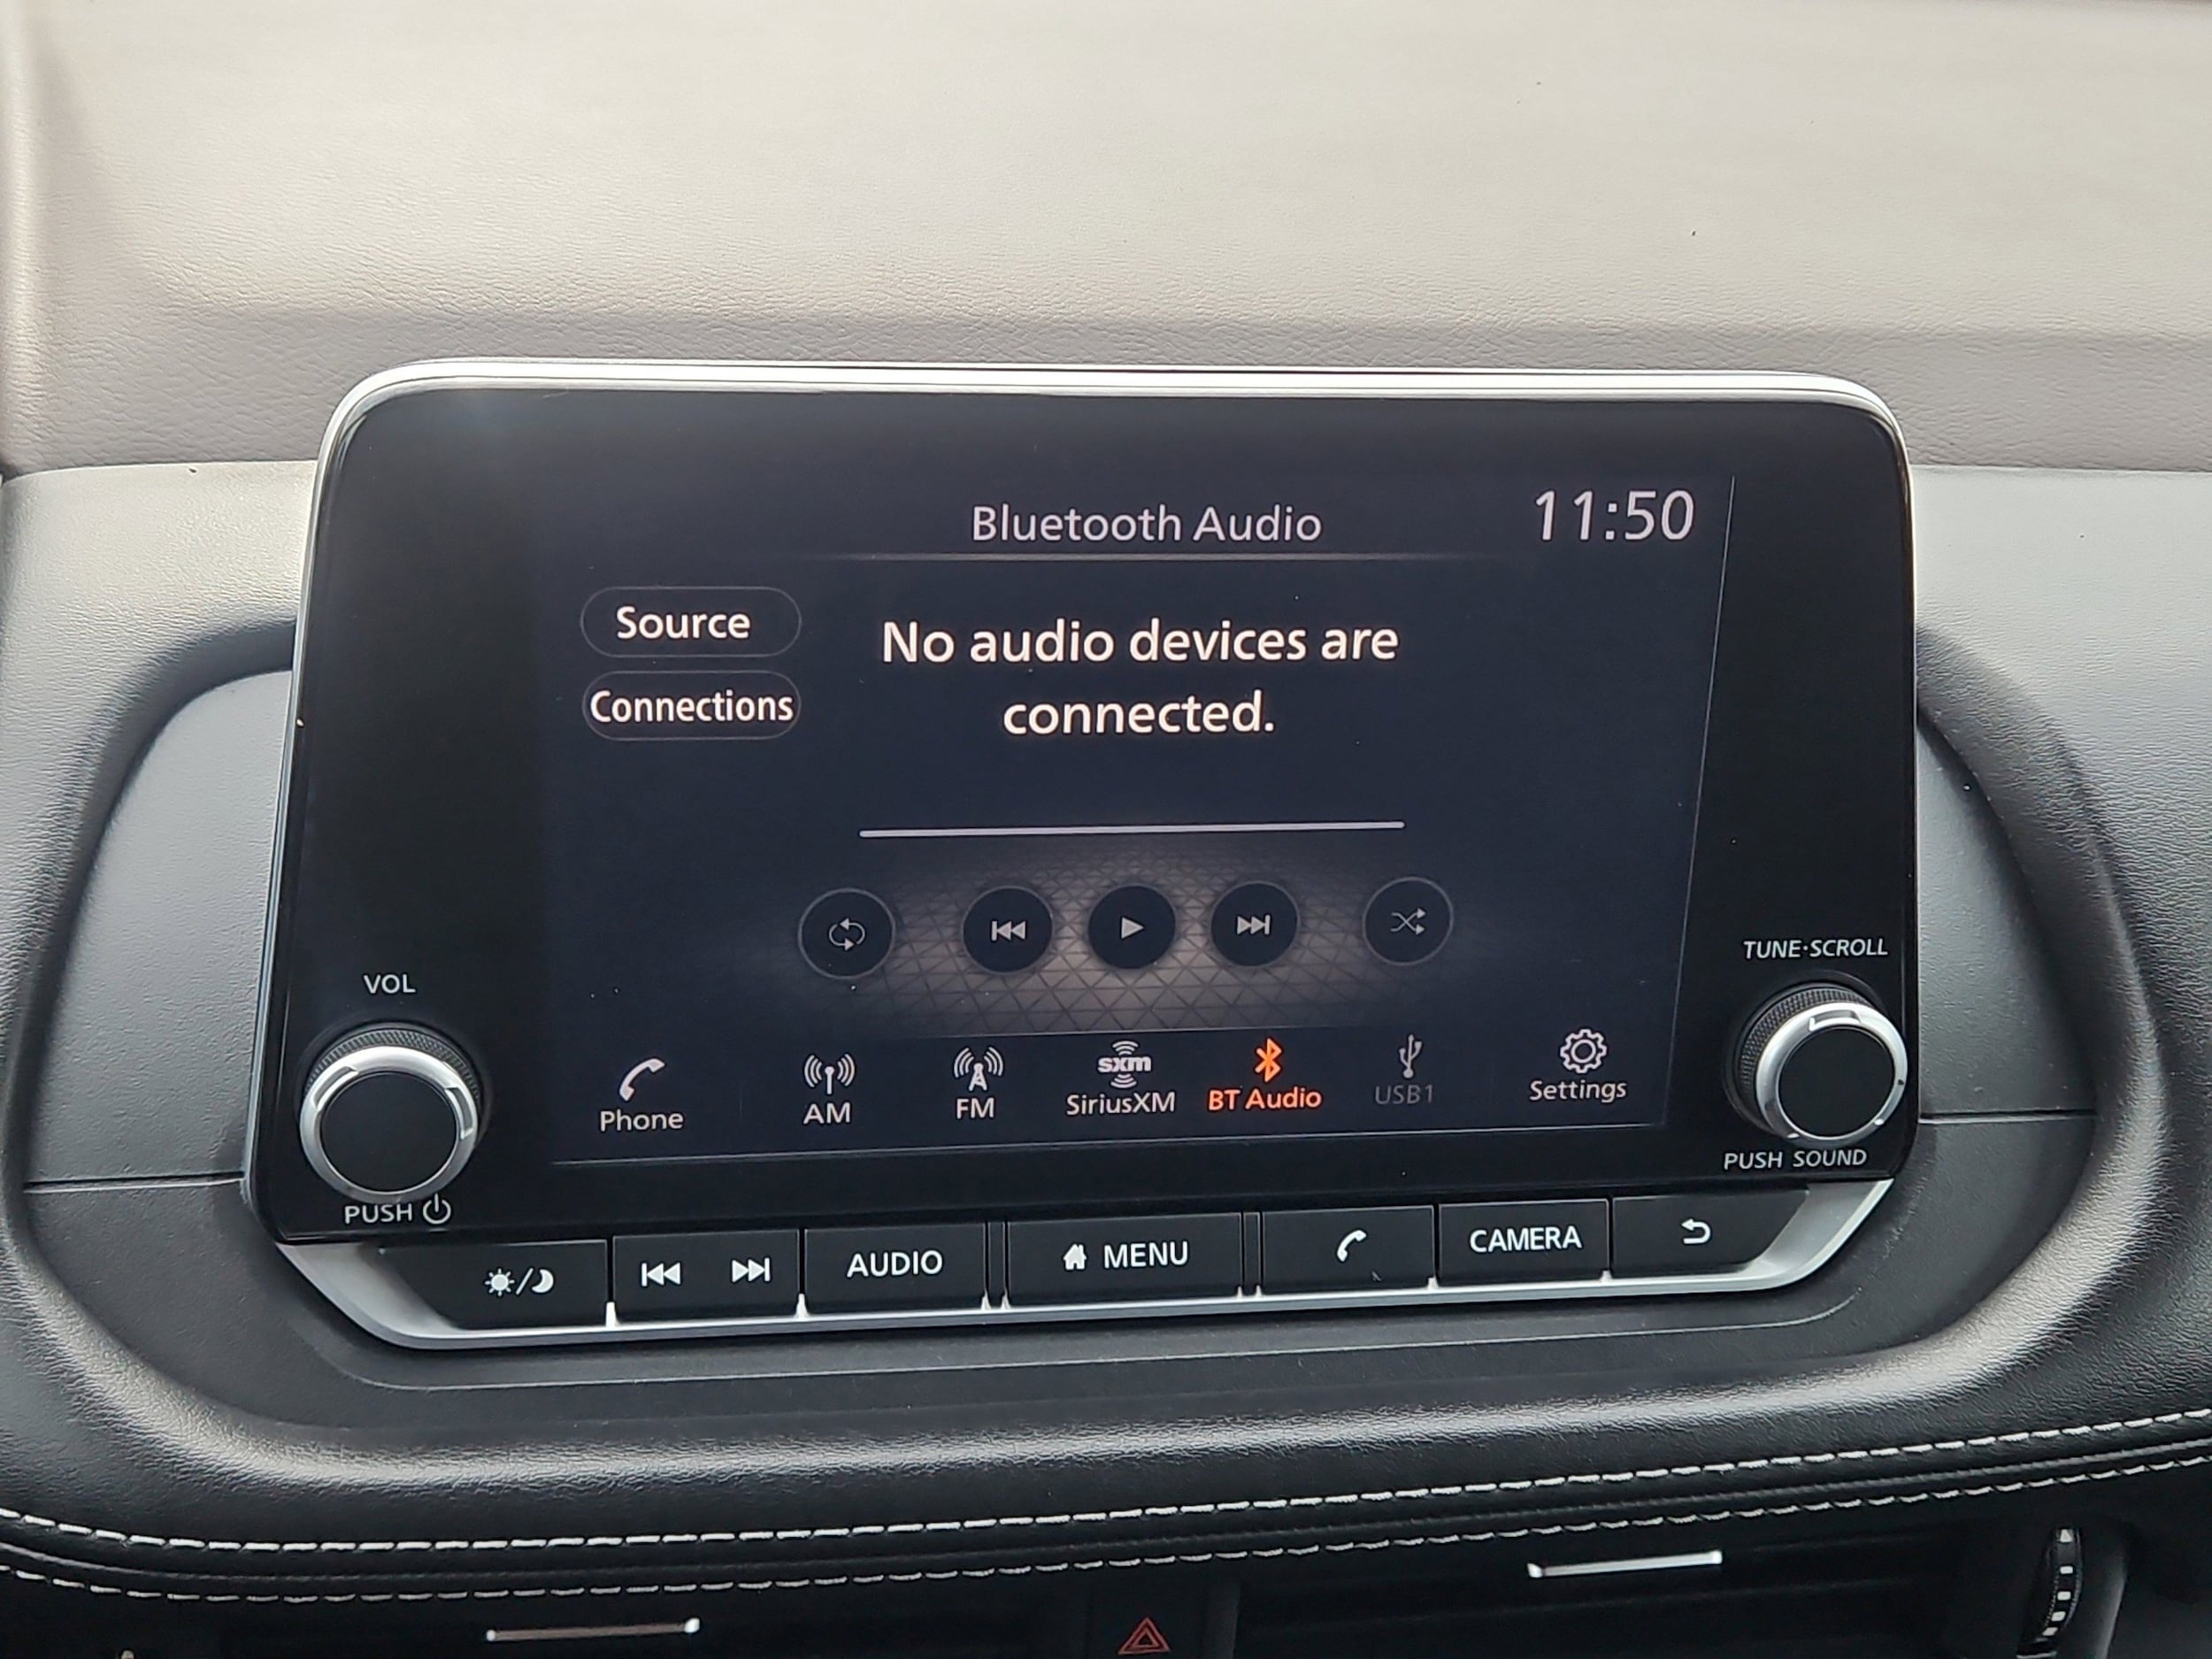 Bluetooth Audio
11:50
Source
No audio devices are
connected.
Connections
VOL
TUNE·SCROLL
Phone
AM
FM
sxm
SiriusXM
BT Audio
USB1
Settings
PUSH
PUSH SOUND
AUDIO
MENU
CAMERA